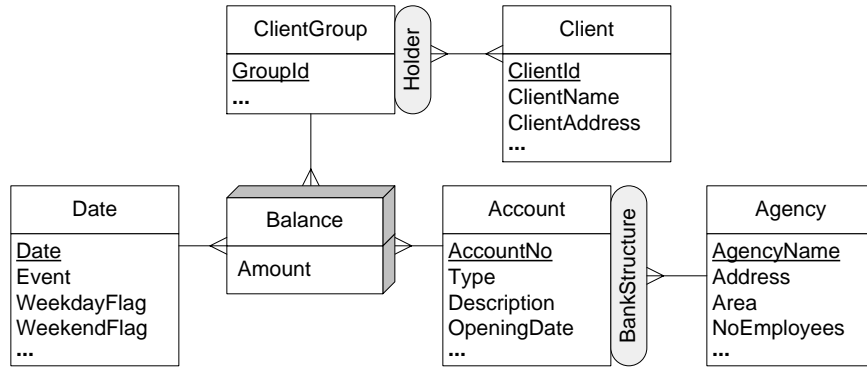 ClientGroup
GroupId
...
Holder
Client
ClientId
ClientName
ClientAddress
...
Date
Date
Event
WeekdayFlag
WeekendFlag
...
Balance
Amount
Account
AccountNo
Type
Description
OpeningDate
...
BankStructure
Agency
AgencyName
Address
Area
NoEmployees
...